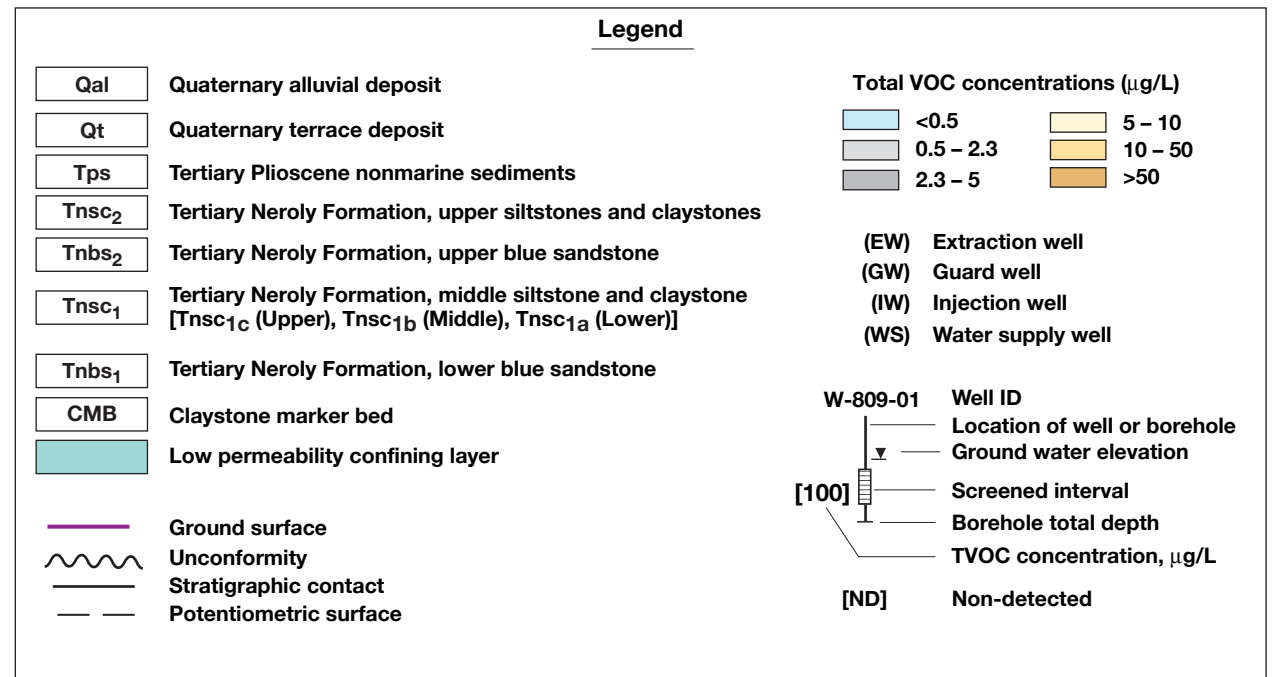 Legend
Qal Quaternary alluvial deposit
Qt Quaternary terrace deposit
Tps Tertiary Plioscene nonmarine sediments
Tnsc2 Tertiary Neroly Formation, upper siltstones and claystones
Tnbs2 Tertiary Neroly Formation, upper blue sandstone
Tnsc1 Tertiary Neroly Formation, middle siltstone and claystone
[Tnsc1c (Upper), Tnsc1b (Middle), Tnsc1a (Lower)]
Tnbs1 Tertiary Neroly Formation, lower blue sandstone
CMB Claystone marker bed
Low permeability confining layer
Ground surface
Unconformity
Stratigraphic contact
Potentiometric surface
Total VOC concentrations (µg/L)
<0.5 5 – 10
0.5 – 2.3 10 – 50
2.3 – 5 >50
(EW) Extraction well
(GW) Guard well
(IW) Injection well
(WS) Water supply well
W-809-01 Well ID
Location of well or borehole
Ground water elevation
[100] Screened interval
Borehole total depth
TVOC concentration, µg/L
[ND] Non-detected